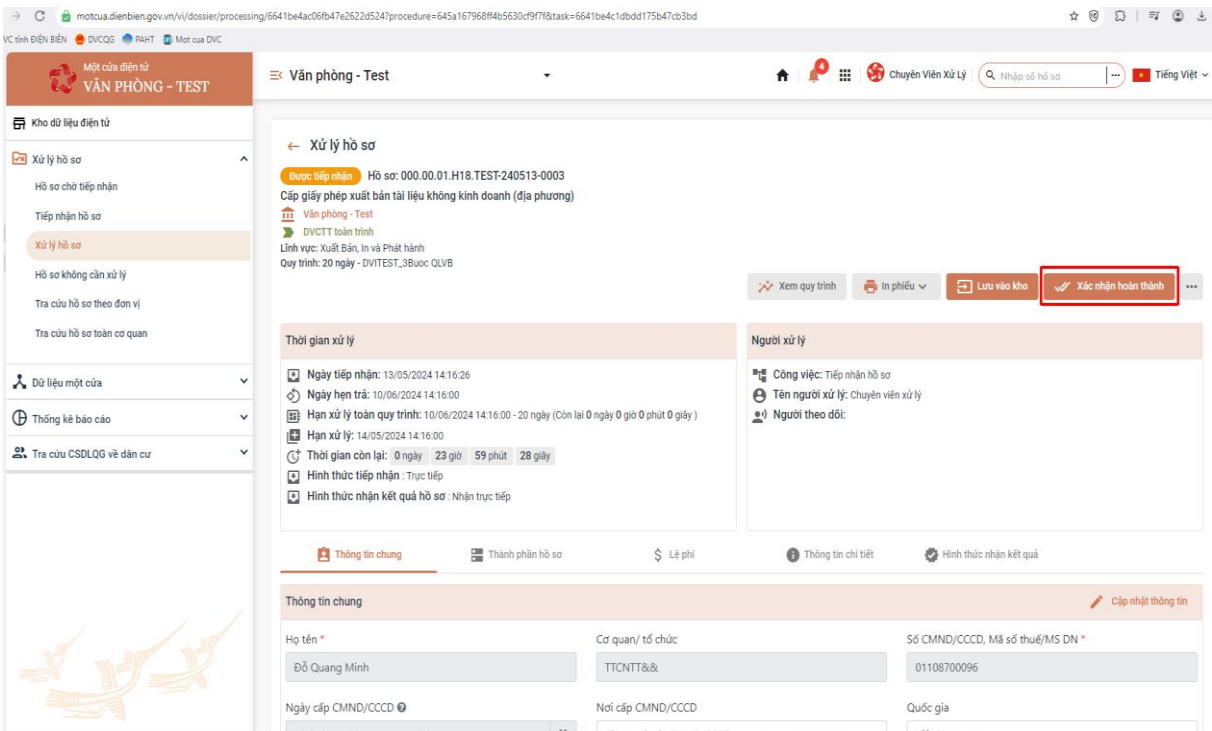 motcua.dienbien.gov.vn/vi/dossier/processing/6641be4ac06fb47e2622d524?procedure=645a167968ff4b5630cf9f7f&task=6641be4c1dbdd175b47cb3bd
VC tỉnh ĐIỆN BIÊN DVCQG PAHT Mot cua DVC
Một cửa điện tử
VĂN PHÒNG - TEST
Văn phòng - Test
4
Chuyên Viên Xử Lý
Nhập số hồ sơ
Tiếng Việt
Kho dữ liệu điện tử
Xử lý hồ sơ
Hồ sơ chờ tiếp nhận
Tiếp nhận hồ sơ
Xử lý hồ sơ
Hồ sơ không cần xử lý
Tra cứu hồ sơ theo đơn vị
Tra cứu hồ sơ toàn cơ quan
Dữ liệu một cửa
Thống kê báo cáo
Tra cứu CSDLQG về dân cư
Xử lý hồ sơ
Được tiếp nhận Hồ sơ: 000.00.01.H18.TEST-240513-0003
Cấp giấy phép xuất bản tài liệu không kinh doanh (địa phương)
Văn phòng - Test
DVCTT toàn trình
Lĩnh vực: Xuất Bản, In và Phát hành
Quy trình: 20 ngày - DVITEST_3Buoc QLVB
Xem quy trình In phiếu Lưu vào kho Xác nhận hoàn thành
Thời gian xử lý
Ngày tiếp nhận: 13/05/2024 14:16:26
Ngày hẹn trả: 10/06/2024 14:16:00
Hạn xử lý toàn quy trình: 10/06/2024 14:16:00 - 20 ngày (Còn lại 0 ngày 0 giờ 0 phút 0 giây )
Hạn xử lý: 14/05/2024 14:16:00
Thời gian còn lại: 0 ngày 23 giờ 59 phút 28 giây
Hình thức tiếp nhận : Trực tiếp
Hình thức nhận kết quả hồ sơ : Nhận trực tiếp
Người xử lý
Công việc: Tiếp nhận hồ sơ
Tên người xử lý: Chuyên viên xử lý
Người theo dõi:
Thông tin chung Thành phần hồ sơ $ Lệ phí Thông tin chi tiết Hình thức nhận kết quả
Thông tin chung
Cập nhật thông tin
Họ tên * Cơ quan/ tổ chức Số CMND/CCCD, Mã số thuế/MS DN *
Đỗ Quang Minh TTCNTT&& 01108700096
Ngày cấp CMND/CCCD Nơi cấp CMND/CCCD Quốc gia